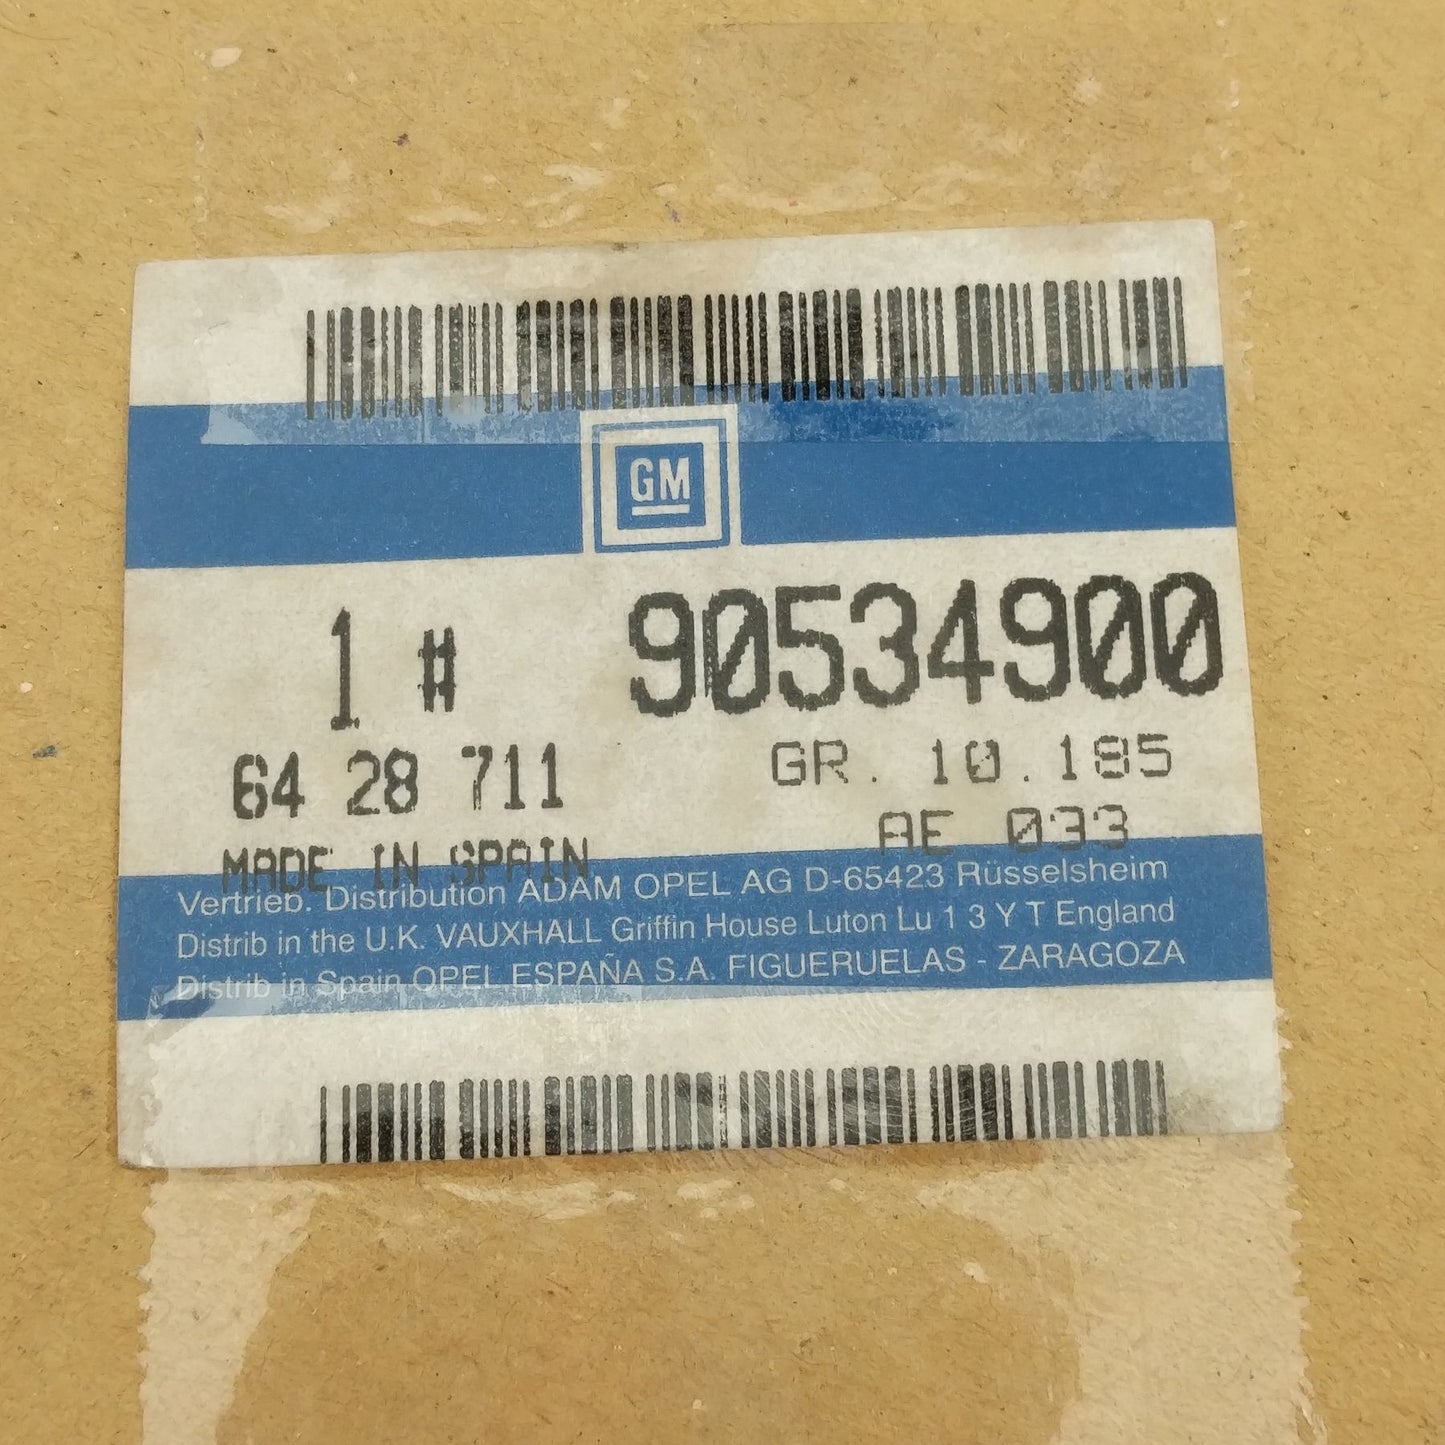 GM
1 # 90534900
64 28 711 GR. 10.185
AE 033
MADE IN SPAIN
Vertrieb. Distribution ADAM OPEL AG D-65423 Rüsselsheim
Distrib in the U.K. VAUXHALL Griffin House Luton Lu 1 3 Y T England
Distrib in Spain OPEL ESPAÑA S.A. FIGUERUELAS - ZARAGOZA